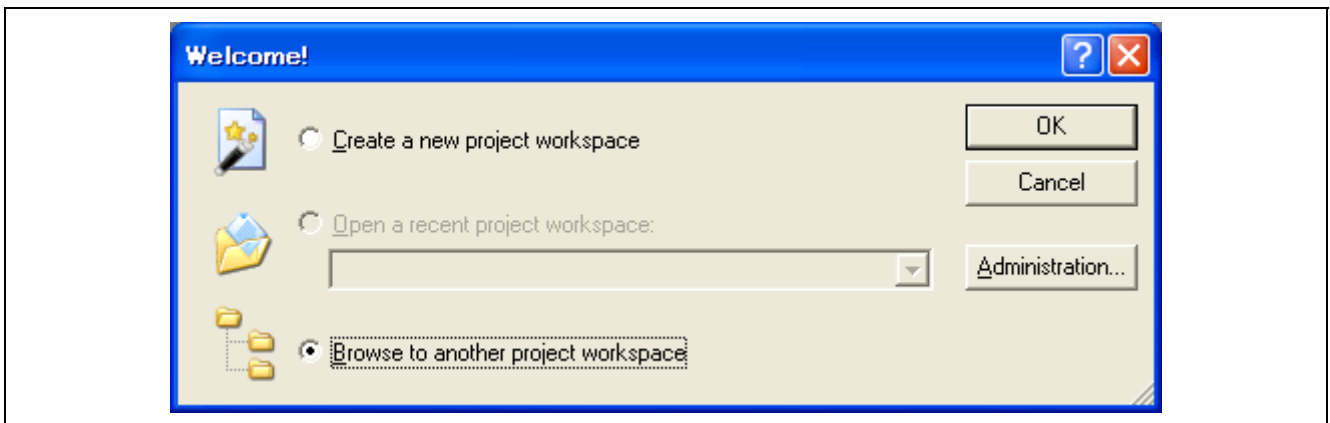 Welcome!
Create a new project workspace
OK
Cancel
Open a recent project workspace:
Administration...
Browse to another project workspace